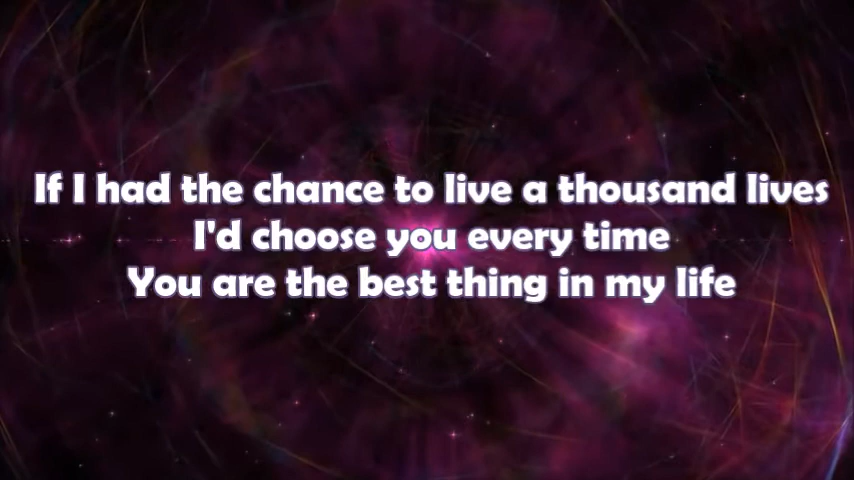 If I had the chance to live a thousand lives
I'd choose you every time
You are the best thing in my life